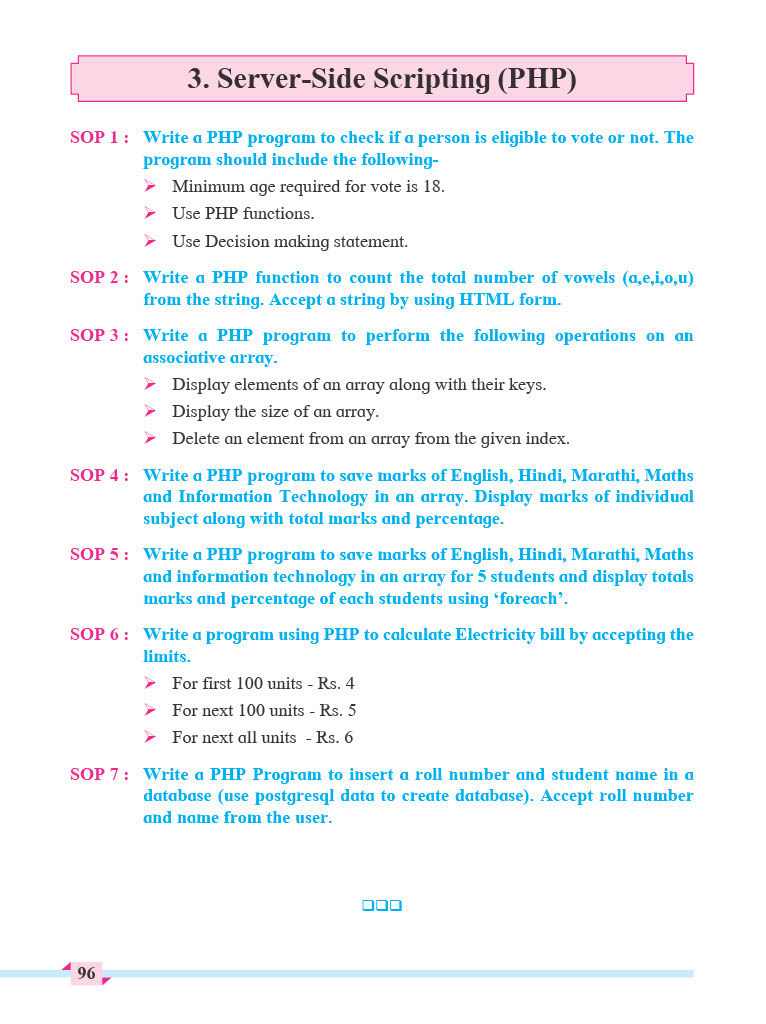 3. Server-Side Scripting (PHP)
SOP 1 : Write a PHP program to check if a person is eligible to vote or not. The
program should include the following-
➢ Minimum age required for vote is 18.
➢ Use PHP functions.
➢ Use Decision making statement.
SOP 2 : Write a PHP function to count the total number of vowels (a,e,i,o,u)
from the string. Accept a string by using HTML form.
SOP 3 : Write a PHP program to perform the following operations on an
associative array.
➢ Display elements of an array along with their keys.
➢ Display the size of an array.
➢ Delete an element from an array from the given index.
SOP 4 : Write a PHP program to save marks of English, Hindi, Marathi, Maths
and Information Technology in an array. Display marks of individual
subject along with total marks and percentage.
SOP 5 : Write a PHP program to save marks of English, Hindi, Marathi, Maths
and information technology in an array for 5 students and display totals
marks and percentage of each students using ‘foreach’.
SOP 6 : Write a program using PHP to calculate Electricity bill by accepting the
limits.
➢ For first 100 units - Rs. 4
➢ For next 100 units - Rs. 5
➢ For next all units - Rs. 6
SOP 7 : Write a PHP Program to insert a roll number and student name in a
database (use postgresql data to create database). Accept roll number
and name from the user.
❑❑❑
96